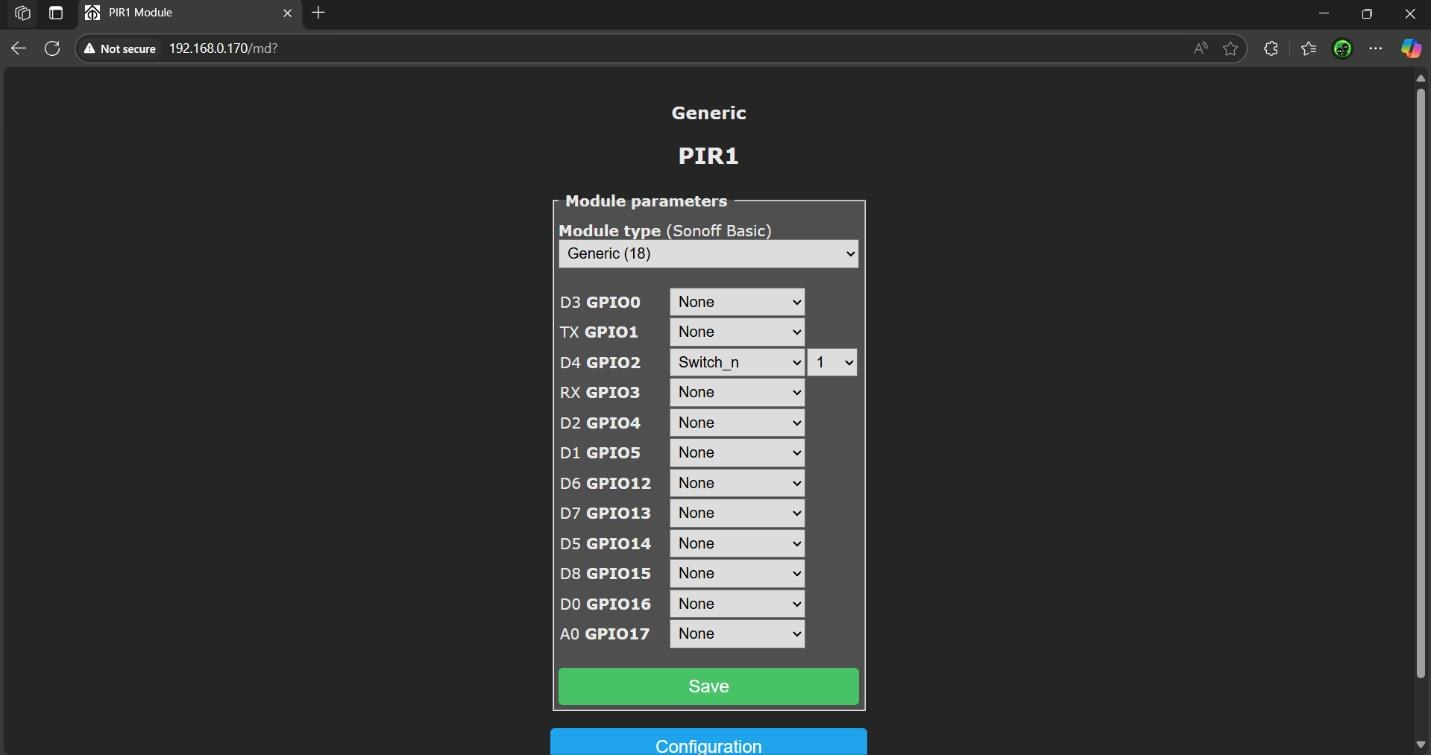 PIR1 Module
Not secure 192.168.0.170/md?
Generic
PIR1
Module parameters
Module type (Sonoff Basic)
Generic (18)
D3 GPIO0 None
TX GPIO1 None
D4 GPIO2 Switch_n 1
RX GPIO3 None
D2 GPIO4 None
D1 GPIO5 None
D6 GPIO12 None
D7 GPIO13 None
D5 GPIO14 None
D8 GPIO15 None
D0 GPIO16 None
A0 GPIO17 None
Save
Configuration